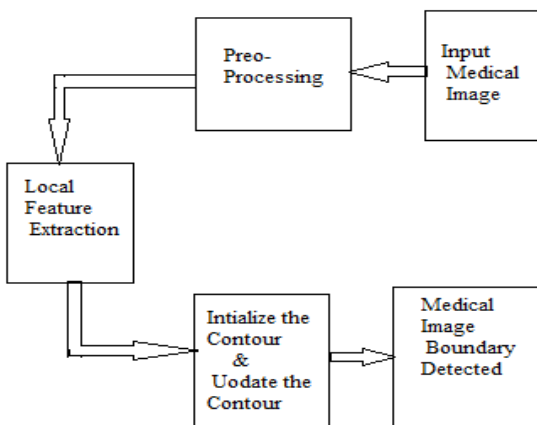 Preo-
Processing
Input
Medical
Image
Local
Feature
Extraction
Intialize the
Contour
&
Uodate the
Contour
Medical
Image
Boundary
Detected